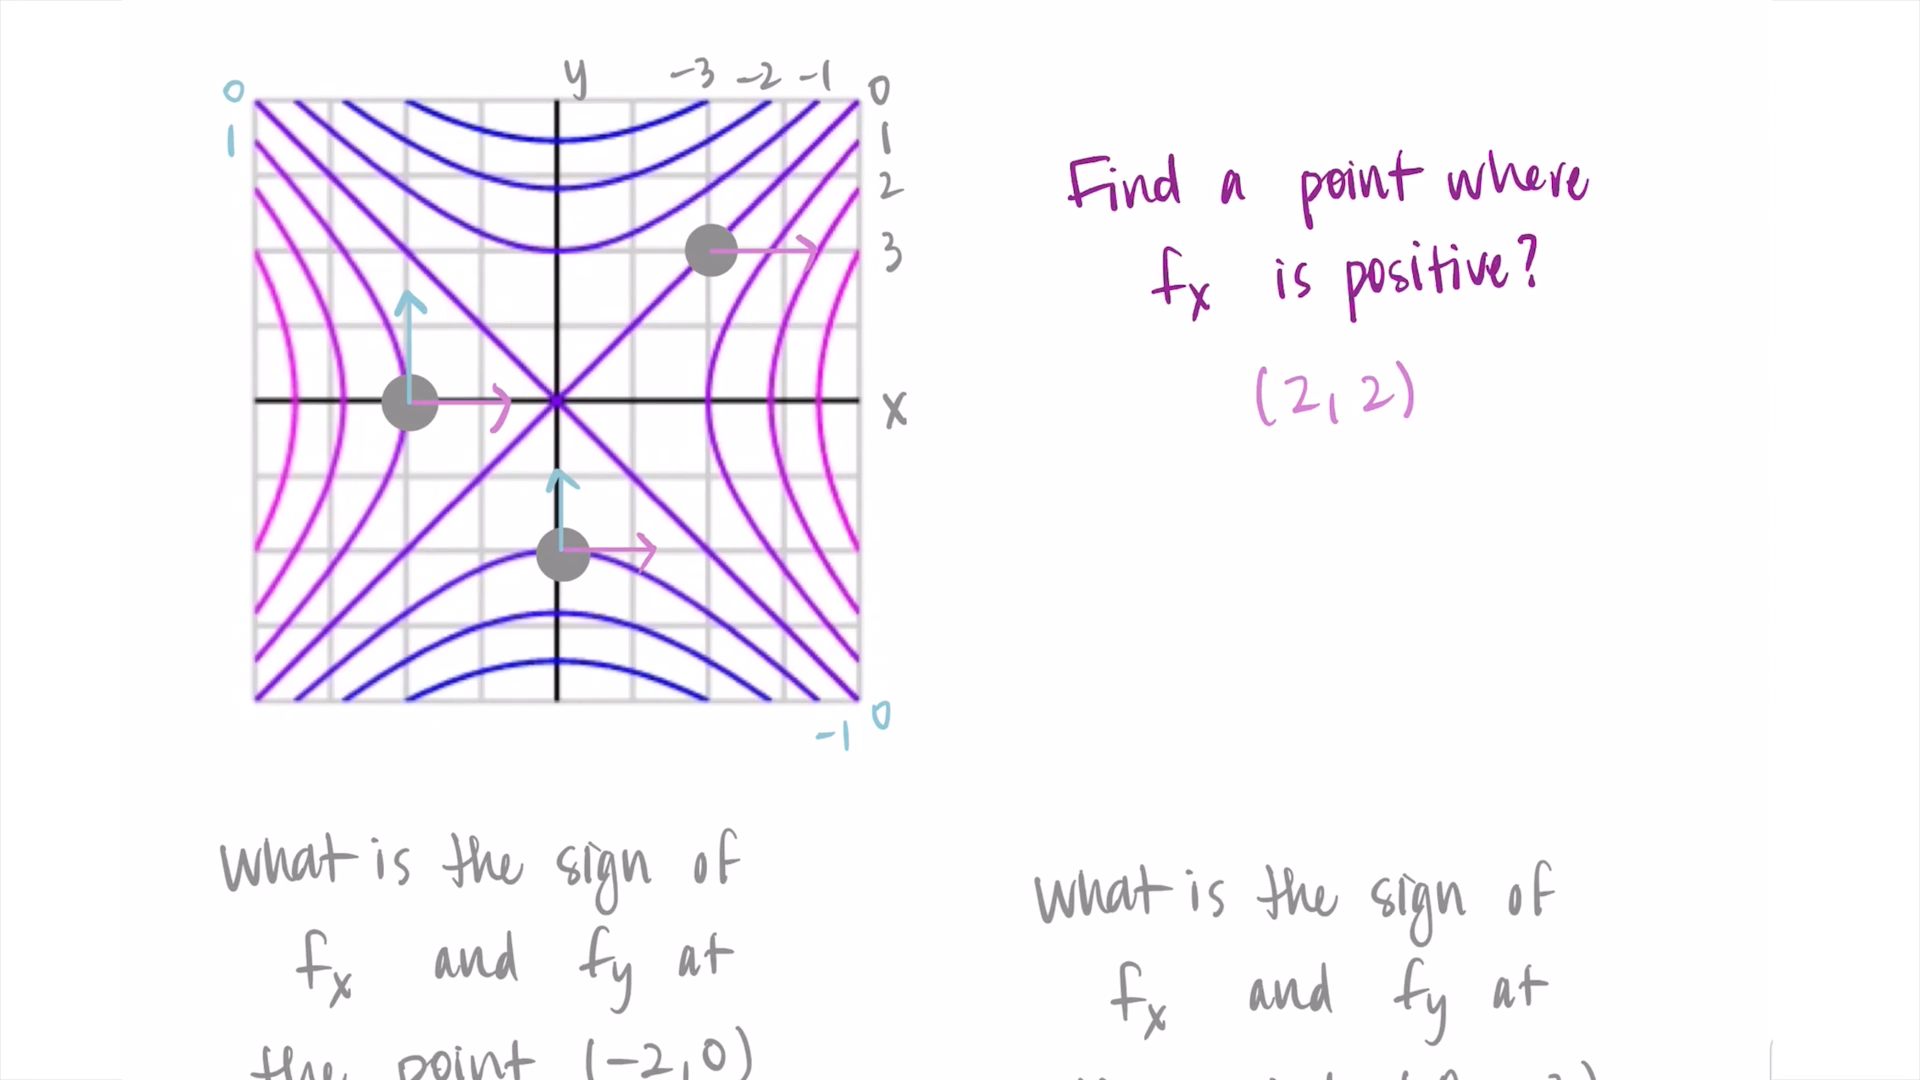 y -3 -2 -1
0 0
1 1
2
3
x
0
-1
Find a point where
fx is positive?
(2,2)
What is the sign of
fx and fy at
the point (-2,0)
What is the sign of
fx and fy at